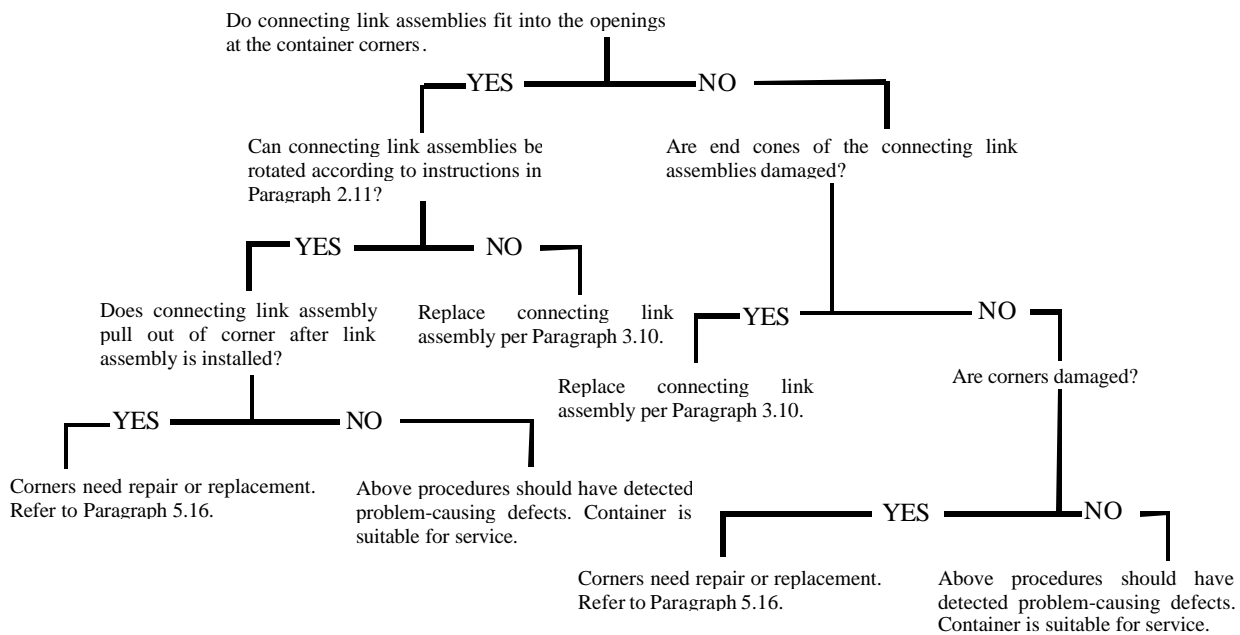 Do connecting link assemblies fit into the openings
at the container corners.
YES
NO
Can connecting link assemblies be
rotated according to instructions in
Paragraph 2.11?
Are end cones of the connecting link
assemblies damaged?
YES
NO
Does connecting link assembly
pull out of corner after link
assembly is installed?
Replace connecting link
assembly per Paragraph 3.10.
YES
NO
Replace connecting link
assembly per Paragraph 3.10.
Are corners damaged?
YES
NO
Corners need repair or replacement.
Refer to Paragraph 5.16.
Above procedures should have detected
problem-causing defects. Container is
suitable for service.
YES
NO
Corners need repair or replacement.
Refer to Paragraph 5.16.
Above procedures should have
detected problem-causing defects.
Container is suitable for service.